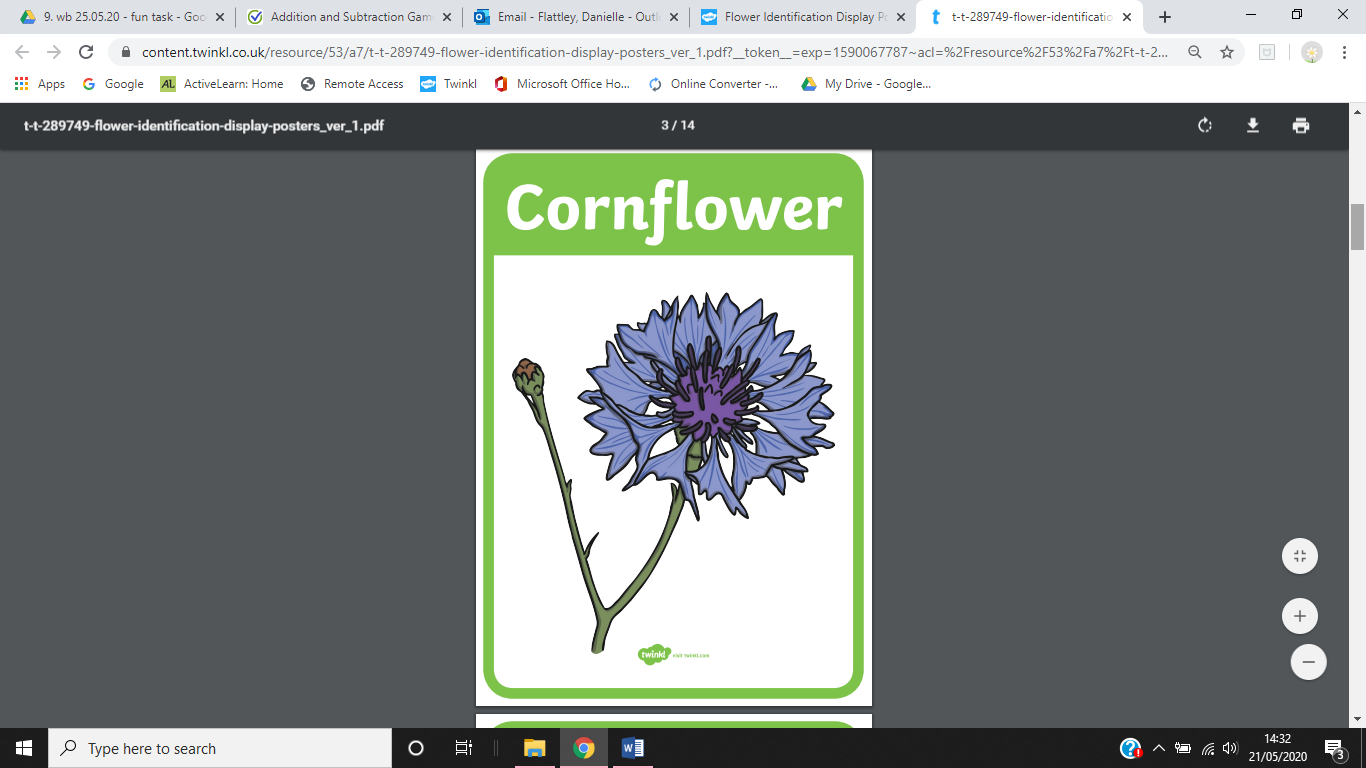 9. wb 25.05.20 - fun task - Goo
Addition and Subtraction Gam
Email - Flattley, Danielle - Outl
Flower Identification Display Po
t-t-289749-flower-identificatio
content.twinkl.co.uk/resource/53/a7/t-t-289749-flower-identification-display-posters_ver_1.pdf?__token__=exp=1590067787~acl=%2Fresource%2F53%2Fa7%2Ft-t-2...
Apps
Google
AL ActiveLearn: Home
Remote Access
Twinkl
Microsoft Office Ho...
Online Converter -...
My Drive - Google...
t-t-289749-flower-identification-display-posters_ver_1.pdf
3 / 14
Cornflower
twinkl visit twinkl.com
Type here to search
14:32
21/05/2020
3